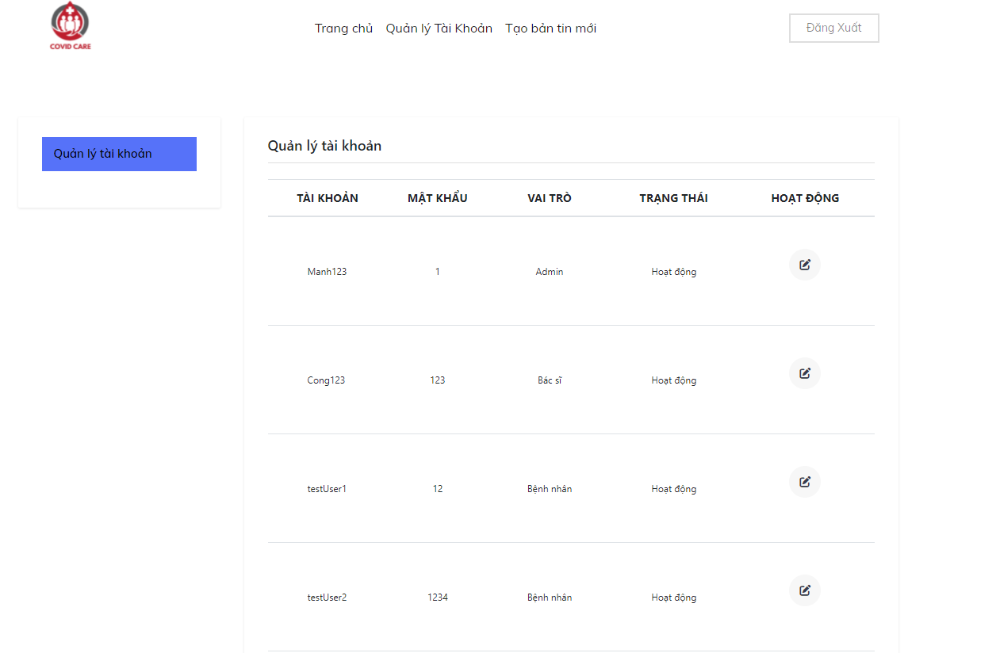 COVID CARE
Trang chủ Quản lý Tài Khoản Tạo bản tin mới Đăng Xuất
Quản lý tài khoản
Quản lý tài khoản
TÀI KHOẢN MẬT KHẨU VAI TRÒ TRẠNG THÁI HOẠT ĐỘNG
Manh123 1 Admin Hoạt động
Cong123 123 Bác sĩ Hoạt động
testUser1 12 Bệnh nhân Hoạt động
testUser2 1234 Bệnh nhân Hoạt động